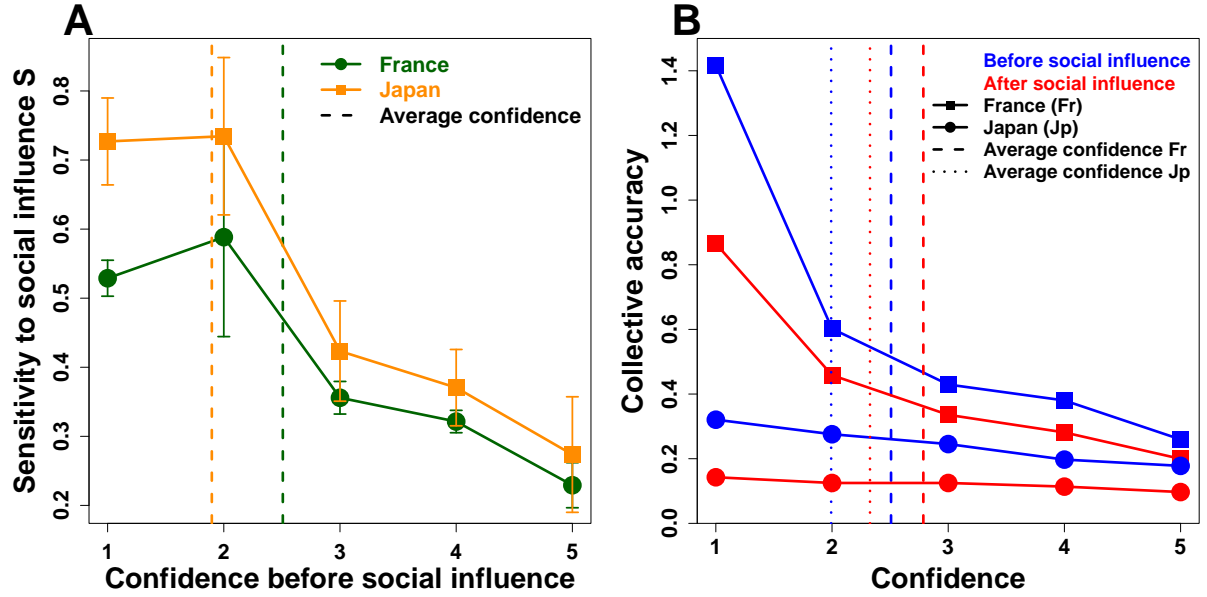 A
Sensitivity to social influence S
0.2 0.3 0.4 0.5 0.6 0.7 0.8
France
Japan
Average confidence
1 2 3 4 5
Confidence before social influence
B
Collective accuracy
0.0 0.2 0.4 0.6 0.8 1.0 1.2 1.4
Before social influence
After social influence
France (Fr)
Japan (Jp)
Average confidence Fr
Average confidence Jp
1 2 3 4 5
Confidence